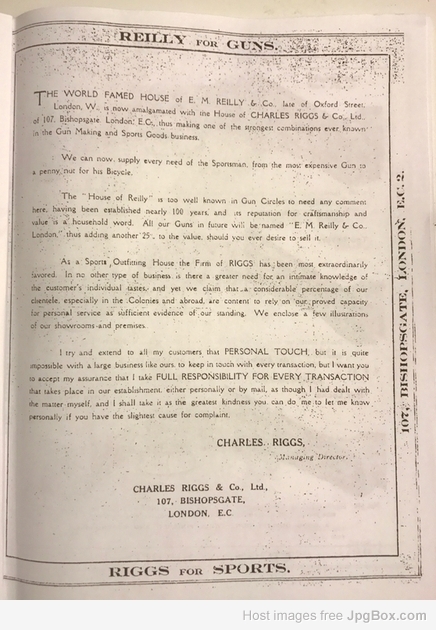 REILLY FOR GUNS.
THE WORLD FAMED HOUSE of E. M. REILLY & Co., late of Oxford Street,
London, W., is now amalgamated with the House of CHARLES RIGGS & Co., Ltd.,
of 107, Bishopsgate, London, E.C., thus making one of the strongest combinations ever known
in the Gun Making and Sports Goods business.
We can now supply every need of the Sportsman, from the most expensive Gun to
a penny nut for his Bicycle.
The "House of Reilly" is too well known in Gun Circles to need any comment
here, having been established nearly 100 years, and its reputation for craftsmanship and
value is a household word. All our Guns in future will be named "E. M. Reilly & Co.,
London," thus adding another 25% to the value, should you ever desire to sell it.
As a Sports Outfitting House the Firm of RIGGS has been most extraordinarily
favored. In no other type of business is there a greater need for an intimate knowledge of
the customer's individual tastes, and yet we claim that a considerable percentage of our
clientele, especially in the Colonies and abroad, are content to rely on our proved capacity
for personal service as sufficient evidence of our standing. We enclose a few illustrations
of our showrooms and premises.
I try and extend to all my customers that PERSONAL TOUCH, but it is quite
impossible with a large business like ours, to keep in touch with every transaction, but I want you
to accept my assurance that I take FULL RESPONSIBILITY FOR EVERY TRANSACTION
that takes place in our establishment, either personally or by mail, as though I had dealt with
the matter myself, and I shall take it as the greatest kindness you can do me to let me know
personally if you have the slightest cause for complaint.
CHARLES RIGGS,
Managing Director.
CHARLES RIGGS & Co., Ltd.,
107, BISHOPSGATE,
LONDON, E.C.
RIGGS FOR SPORTS.
107, BISHOPSGATE, LONDON, E.C. 2.
Host images free JpgBox.com